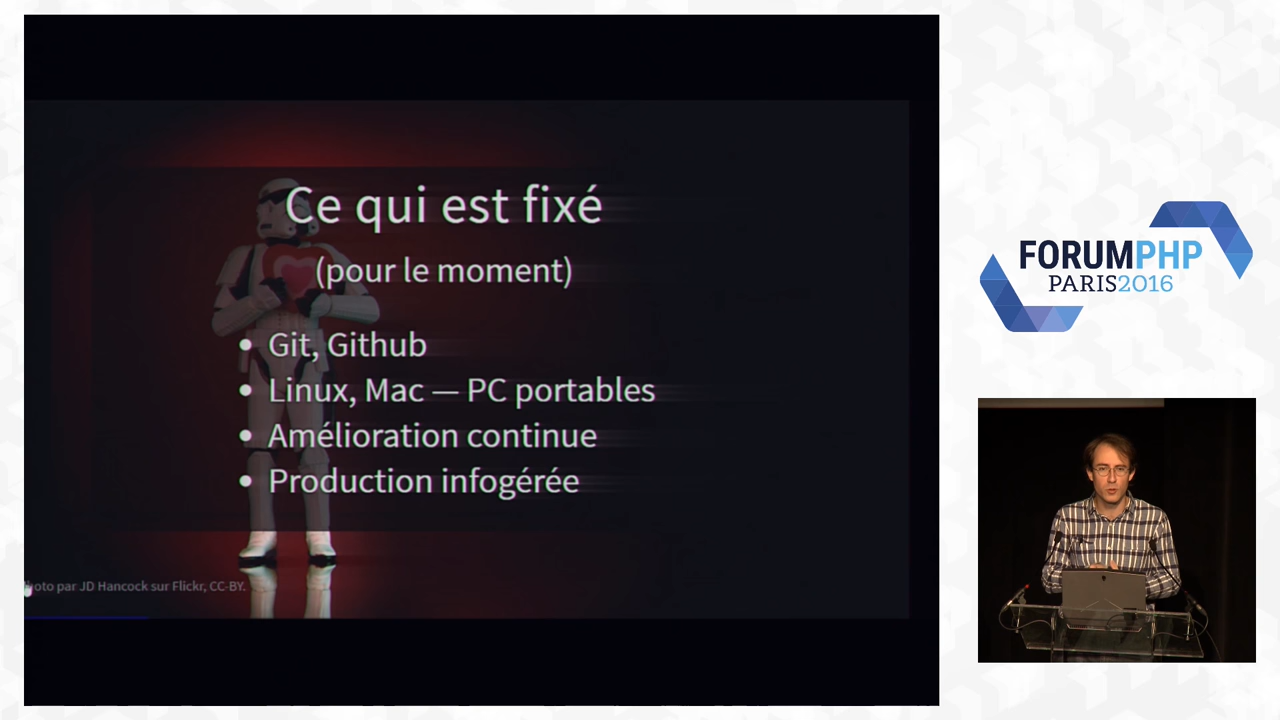 Ce qui est fixé
(pour le moment)
• Git, Github
• Linux, Mac — PC portables
• Amélioration continue
• Production infogérée
Photo par JD Hancock sur Flickr, CC-BY.
FORUMPHP
PARIS2016